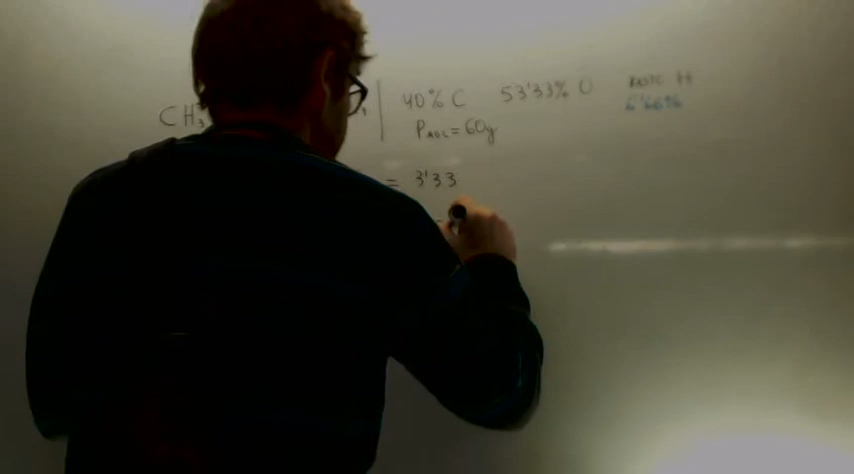 CH₃ 40% C 53'33% O RESTO H
Pmol = 60g 6'66%
= 3'33